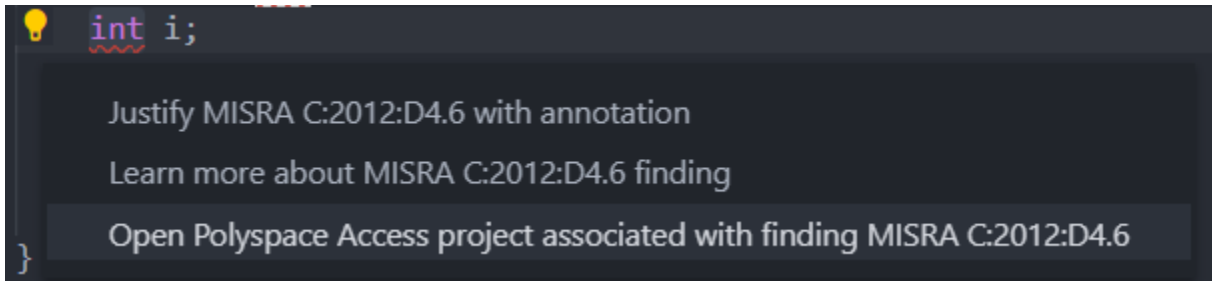 int i;
Justify MISRA C:2012:D4.6 with annotation
Learn more about MISRA C:2012:D4.6 finding
Open Polyspace Access project associated with finding MISRA C:2012:D4.6
}